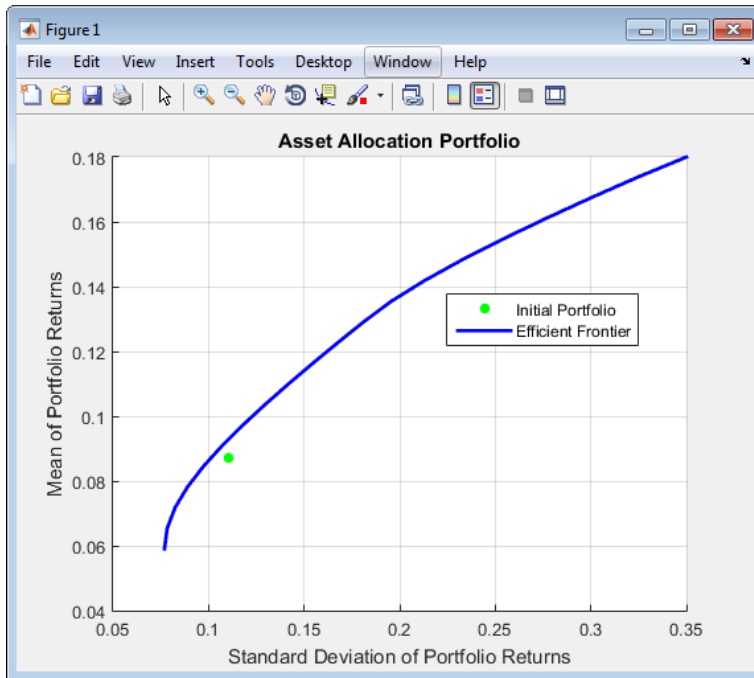 Figure 1
File Edit View Insert Tools Desktop Window Help
Asset Allocation Portfolio
0.18
0.16
0.14
0.12
0.1
0.08
0.06
0.04
Mean of Portfolio Returns
Initial Portfolio
Efficient Frontier
0.05 0.1 0.15 0.2 0.25 0.3 0.35
Standard Deviation of Portfolio Returns